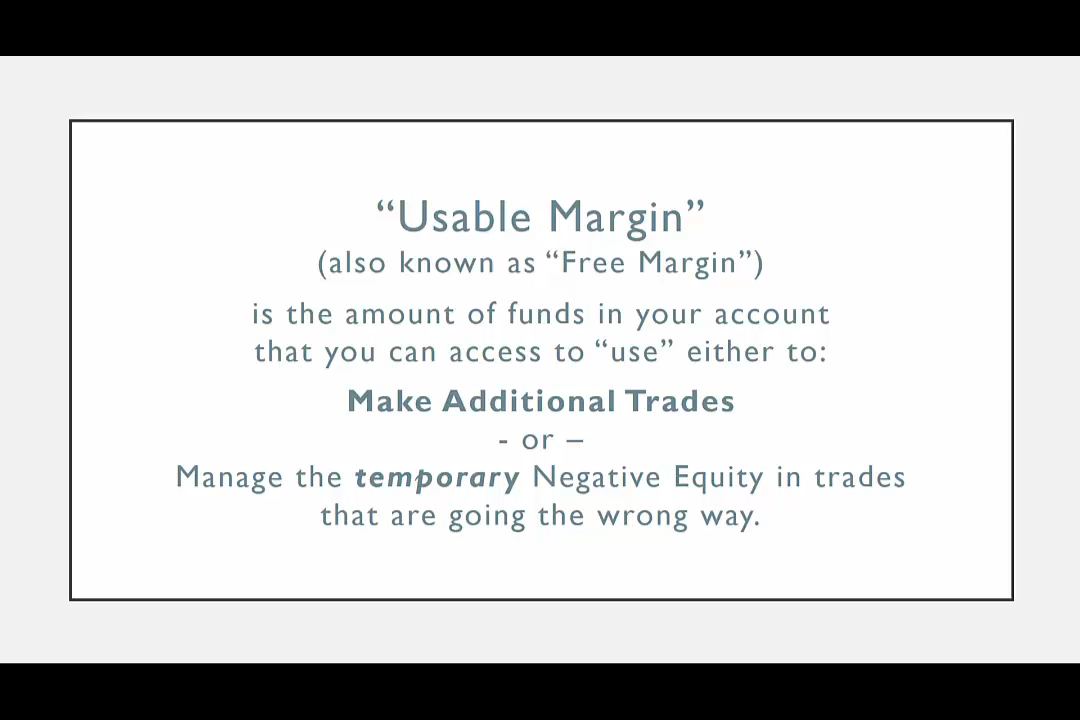 “Usable Margin”
(also known as “Free Margin”)
is the amount of funds in your account
that you can access to “use” either to:
Make Additional Trades
- or –
Manage the temporary Negative Equity in trades
that are going the wrong way.